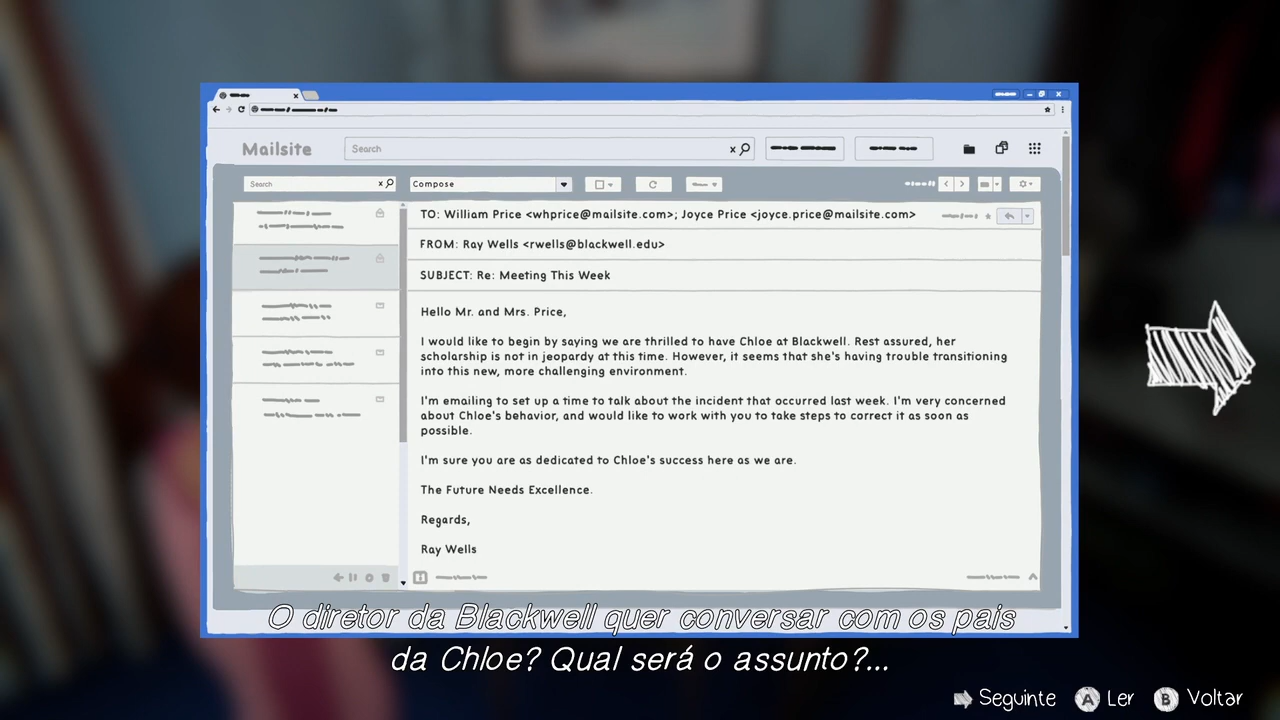 Mailsite
Search
x
Search
x
Compose
TO: William Price <whprice@mailsite.com>; Joyce Price <joyce.price@mailsite.com>
FROM: Ray Wells <rwells@blackwell.edu>
SUBJECT: Re: Meeting This Week
Hello Mr. and Mrs. Price,
I would like to begin by saying we are thrilled to have Chloe at Blackwell. Rest assured, her
scholarship is not in jeopardy at this time. However, it seems that she's having trouble transitioning
into this new, more challenging environment.
I'm emailing to set up a time to talk about the incident that occurred last week. I'm very concerned
about Chloe's behavior, and would like to work with you to take steps to correct it as soon as
possible.
I'm sure you are as dedicated to Chloe's success here as we are.
The Future Needs Excellence.
Regards,
Ray Wells
O diretor da Blackwell quer conversar com os pais
da Chloe? Qual será o assunto?...
Seguinte A Ler B Voltar